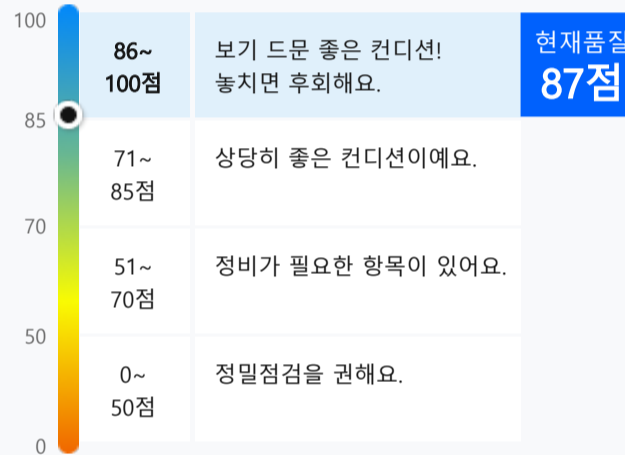 100
86~
100점
보기 드문 좋은 컨디션!
놓치면 후회해요.
현재품질
87점
85
71~
85점
상당히 좋은 컨디션이예요.
70
51~
70점
정비가 필요한 항목이 있어요.
50
0~
50점
정밀점검을 권해요.
0